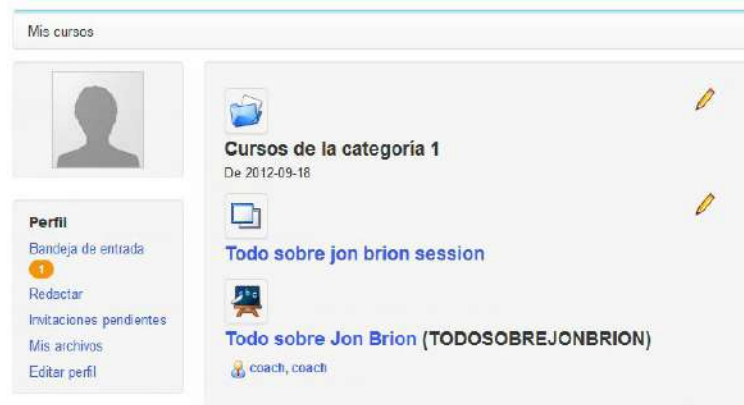 Mis cursos
Perfil
Bandeja de entrada
1
Redactar
Invitaciones pendientes
Mis archivos
Editar perfil
Cursos de la categoría 1
De 2012-09-18
Todo sobre jon brion session
Todo sobre Jon Brion (TODOSOBREJONBRION)
coach, coach